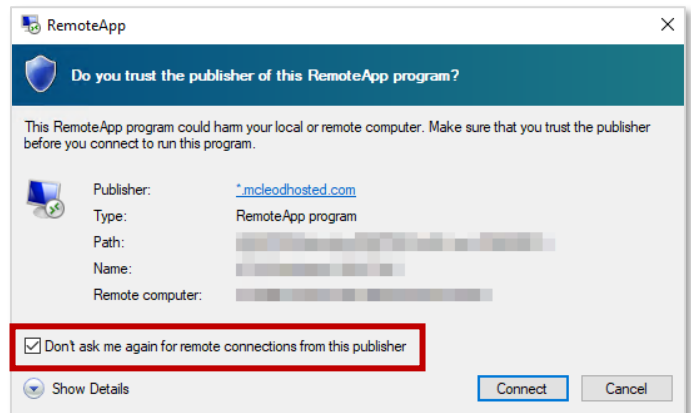 RemoteApp
Do you trust the publisher of this RemoteApp program?
This RemoteApp program could harm your local or remote computer. Make sure that you trust the publisher
before you connect to run this program.
Publisher: *.mcleodhosted.com
Type: RemoteApp program
Path:
Name:
Remote computer:
Don't ask me again for remote connections from this publisher
Show Details
Connect Cancel